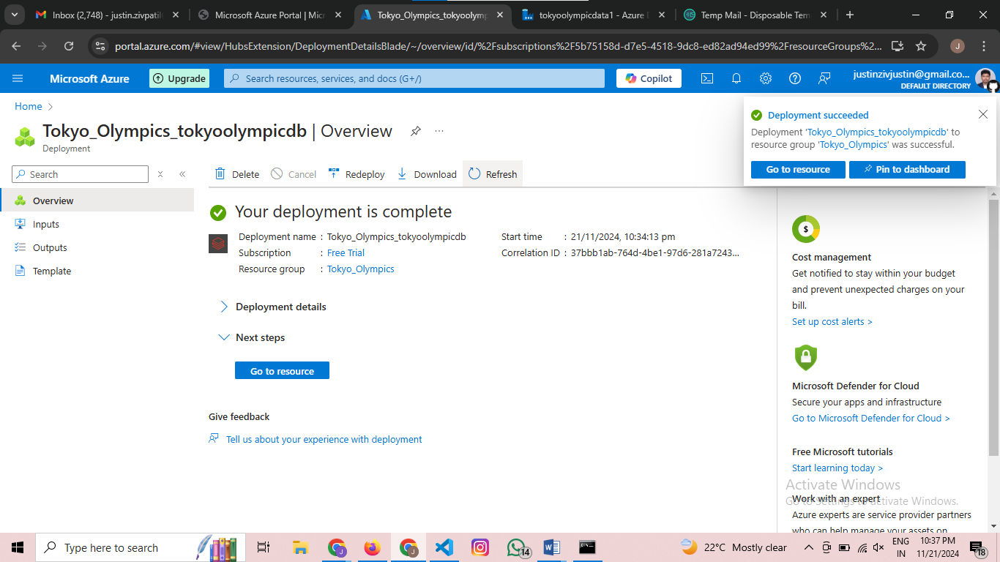 Inbox (2,748) - justin.zivpatil
Microsoft Azure Portal | Micr
Tokyo_Olympics_tokyoolymp
tokyoolympicdata1 - Azure D
Temp Mail - Disposable Tem
portal.azure.com/#view/HubsExtension/DeploymentDetailsBlade/~/overview/id/%2Fsubscriptions%2F5b75158d-d7e5-4518-9dc8-ed82ad94ed99%2FresourceGroups%2...
J
Microsoft Azure
Upgrade
Search resources, services, and docs (G+/)
Copilot
justinzivjustin@gmail.co...
DEFAULT DIRECTORY
Home
Tokyo_Olympics_tokyoolympicdb | Overview
Deployment
Deployment succeeded
Deployment 'Tokyo_Olympics_tokyoolympicdb' to
resource group 'Tokyo_Olympics' was successful.
Go to resource
Pin to dashboard
Search
Delete
Cancel
Redeploy
Download
Refresh
Overview
Inputs
Outputs
Template
Your deployment is complete
Deployment name : Tokyo_Olympics_tokyoolympicdb
Subscription : Free Trial
Resource group : Tokyo_Olympics
Start time : 21/11/2024, 10:34:13 pm
Correlation ID : 37bbb1ab-764d-4be1-97d6-281a7243...
Deployment details
Next steps
Go to resource
Give feedback
Tell us about your experience with deployment
$
Cost management
Get notified to stay within your budget
and prevent unexpected charges on your
bill.
Set up cost alerts >
Microsoft Defender for Cloud
Secure your apps and infrastructure
Go to Microsoft Defender for Cloud >
Free Microsoft tutorials
Start learning today >
Activate Windows
Go to Settings to activate Windows.
Work with an expert
Azure experts are service provider partners
who can help manage your assets on
Type here to search
J
J
14
22°C Mostly clear
ENG
IN
10:37 PM
11/21/2024
18